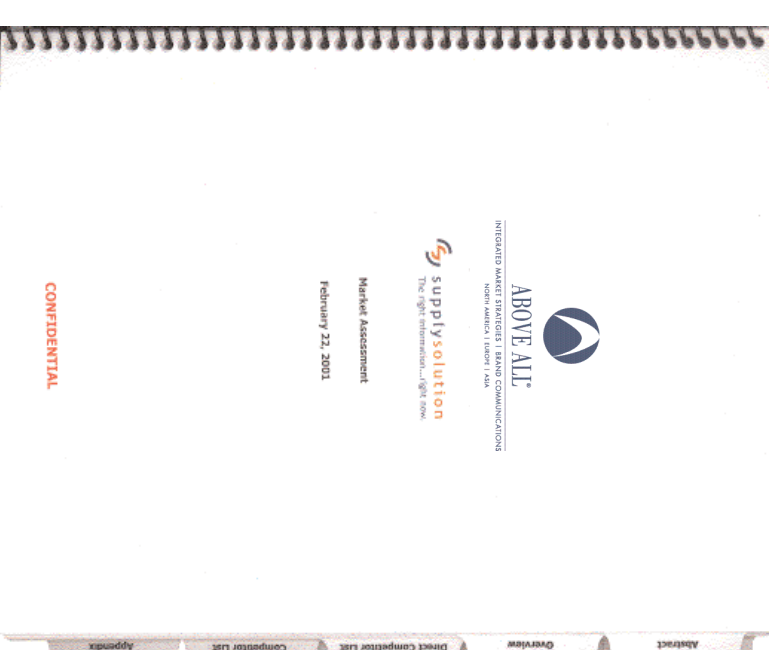 ABOVE ALL®
INTEGRATED MARKET STRATEGIES | BRAND COMMUNICATIONS
NORTH AMERICA | EUROPE | ASIA
supplysolution
The right information...right now.
Market Assessment
February 22, 2001
CONFIDENTIAL
Abstract
Overview
Direct Competitor List
Competitor List
Appendix